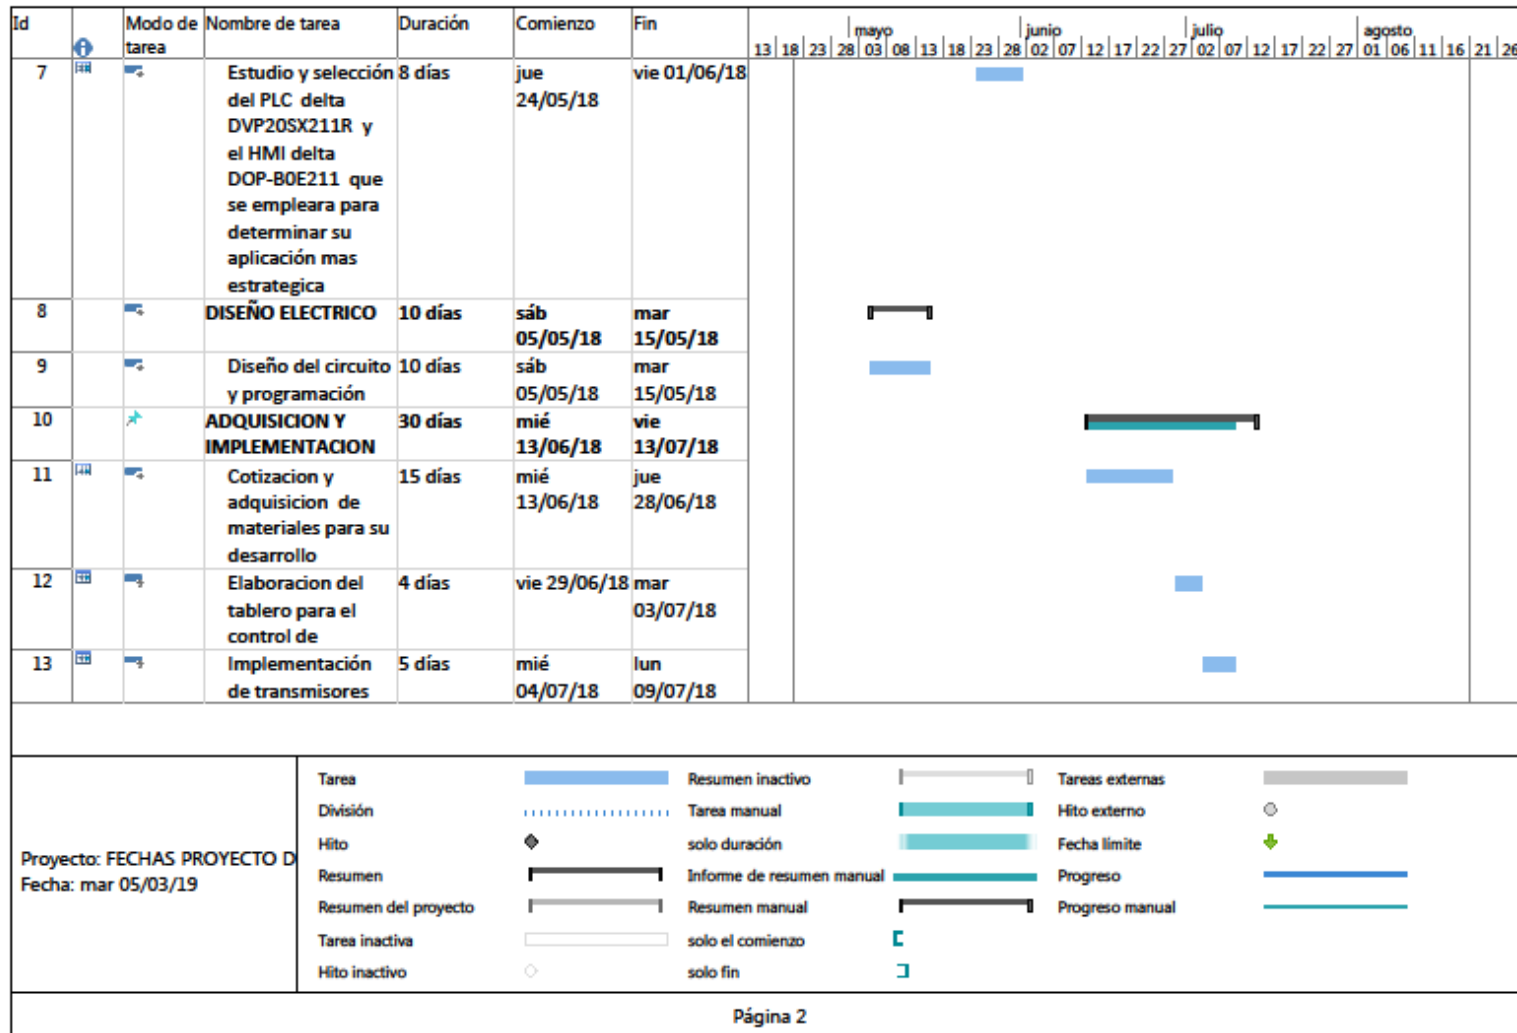 Id Modo de Nombre de tarea Duración Comienzo Fin mayo junio julio agosto
tarea 13 18 23 28 03 08 13 18 23 28 02 07 12 17 22 27 02 07 12 17 22 27 01 06 11 16 21 26
7 Estudio y selección 8 días jue vie 01/06/18
del PLC delta 24/05/18
DVP20SX211R y
el HMI delta
DOP-B0E211 que
se empleara para
determinar su
aplicación mas
estrategica
8 DISEÑO ELECTRICO 10 días sáb mar
05/05/18 15/05/18
9 Diseño del circuito 10 días sáb mar
y programación 05/05/18 15/05/18
10 ADQUISICION Y 30 días mié vie
IMPLEMENTACION 13/06/18 13/07/18
11 Cotizacion y 15 días mié jue
adquisicion de 13/06/18 28/06/18
materiales para su
desarrollo
12 Elaboracion del 4 días vie 29/06/18 mar
tablero para el 03/07/18
control de
13 Implementación 5 días mié lun
de transmisores 04/07/18 09/07/18
Proyecto: FECHAS PROYECTO D
Fecha: mar 05/03/19
Tarea Resumen inactivo Tareas externas
División Tarea manual Hito externo
Hito solo duración Fecha límite
Resumen Informe de resumen manual Progreso
Resumen del proyecto Resumen manual Progreso manual
Tarea inactiva solo el comienzo
Hito inactivo solo fin
Página 2